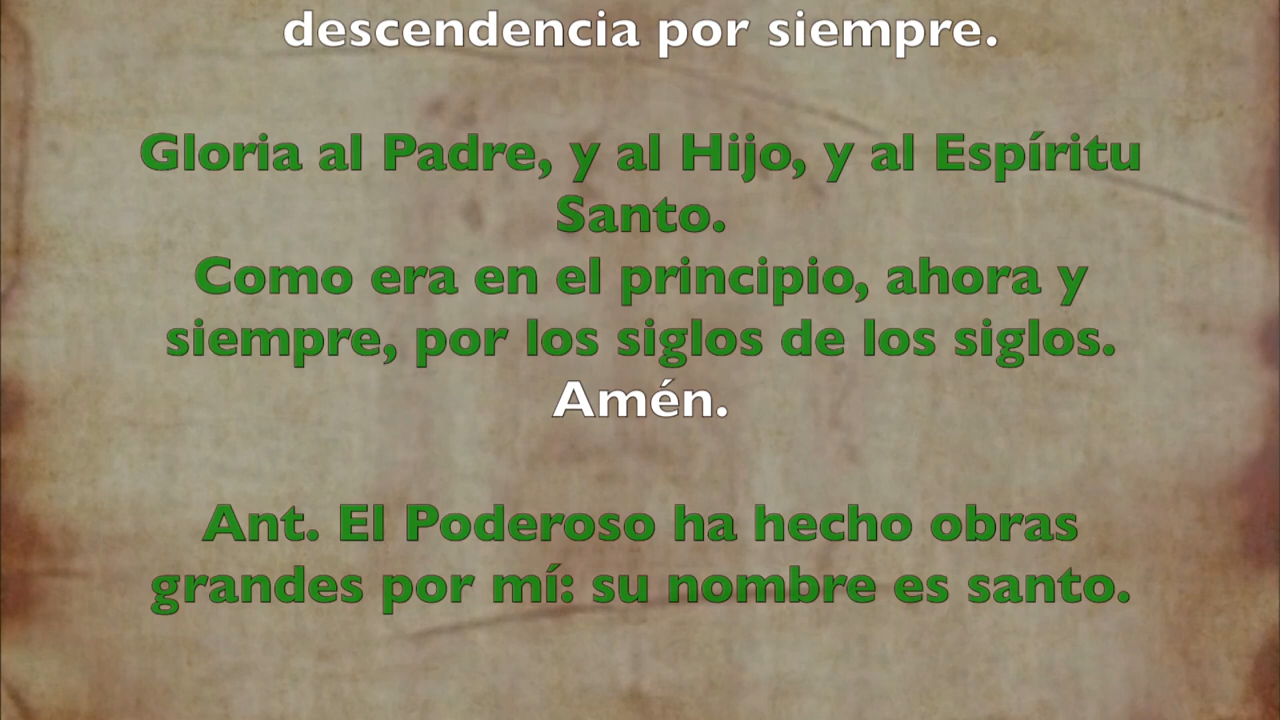 descendencia por siempre.
Gloria al Padre, y al Hijo, y al Espíritu
Santo.
Como era en el principio, ahora y
siempre, por los siglos de los siglos.
Amén.
Ant. El Poderoso ha hecho obras
grandes por mí: su nombre es santo.